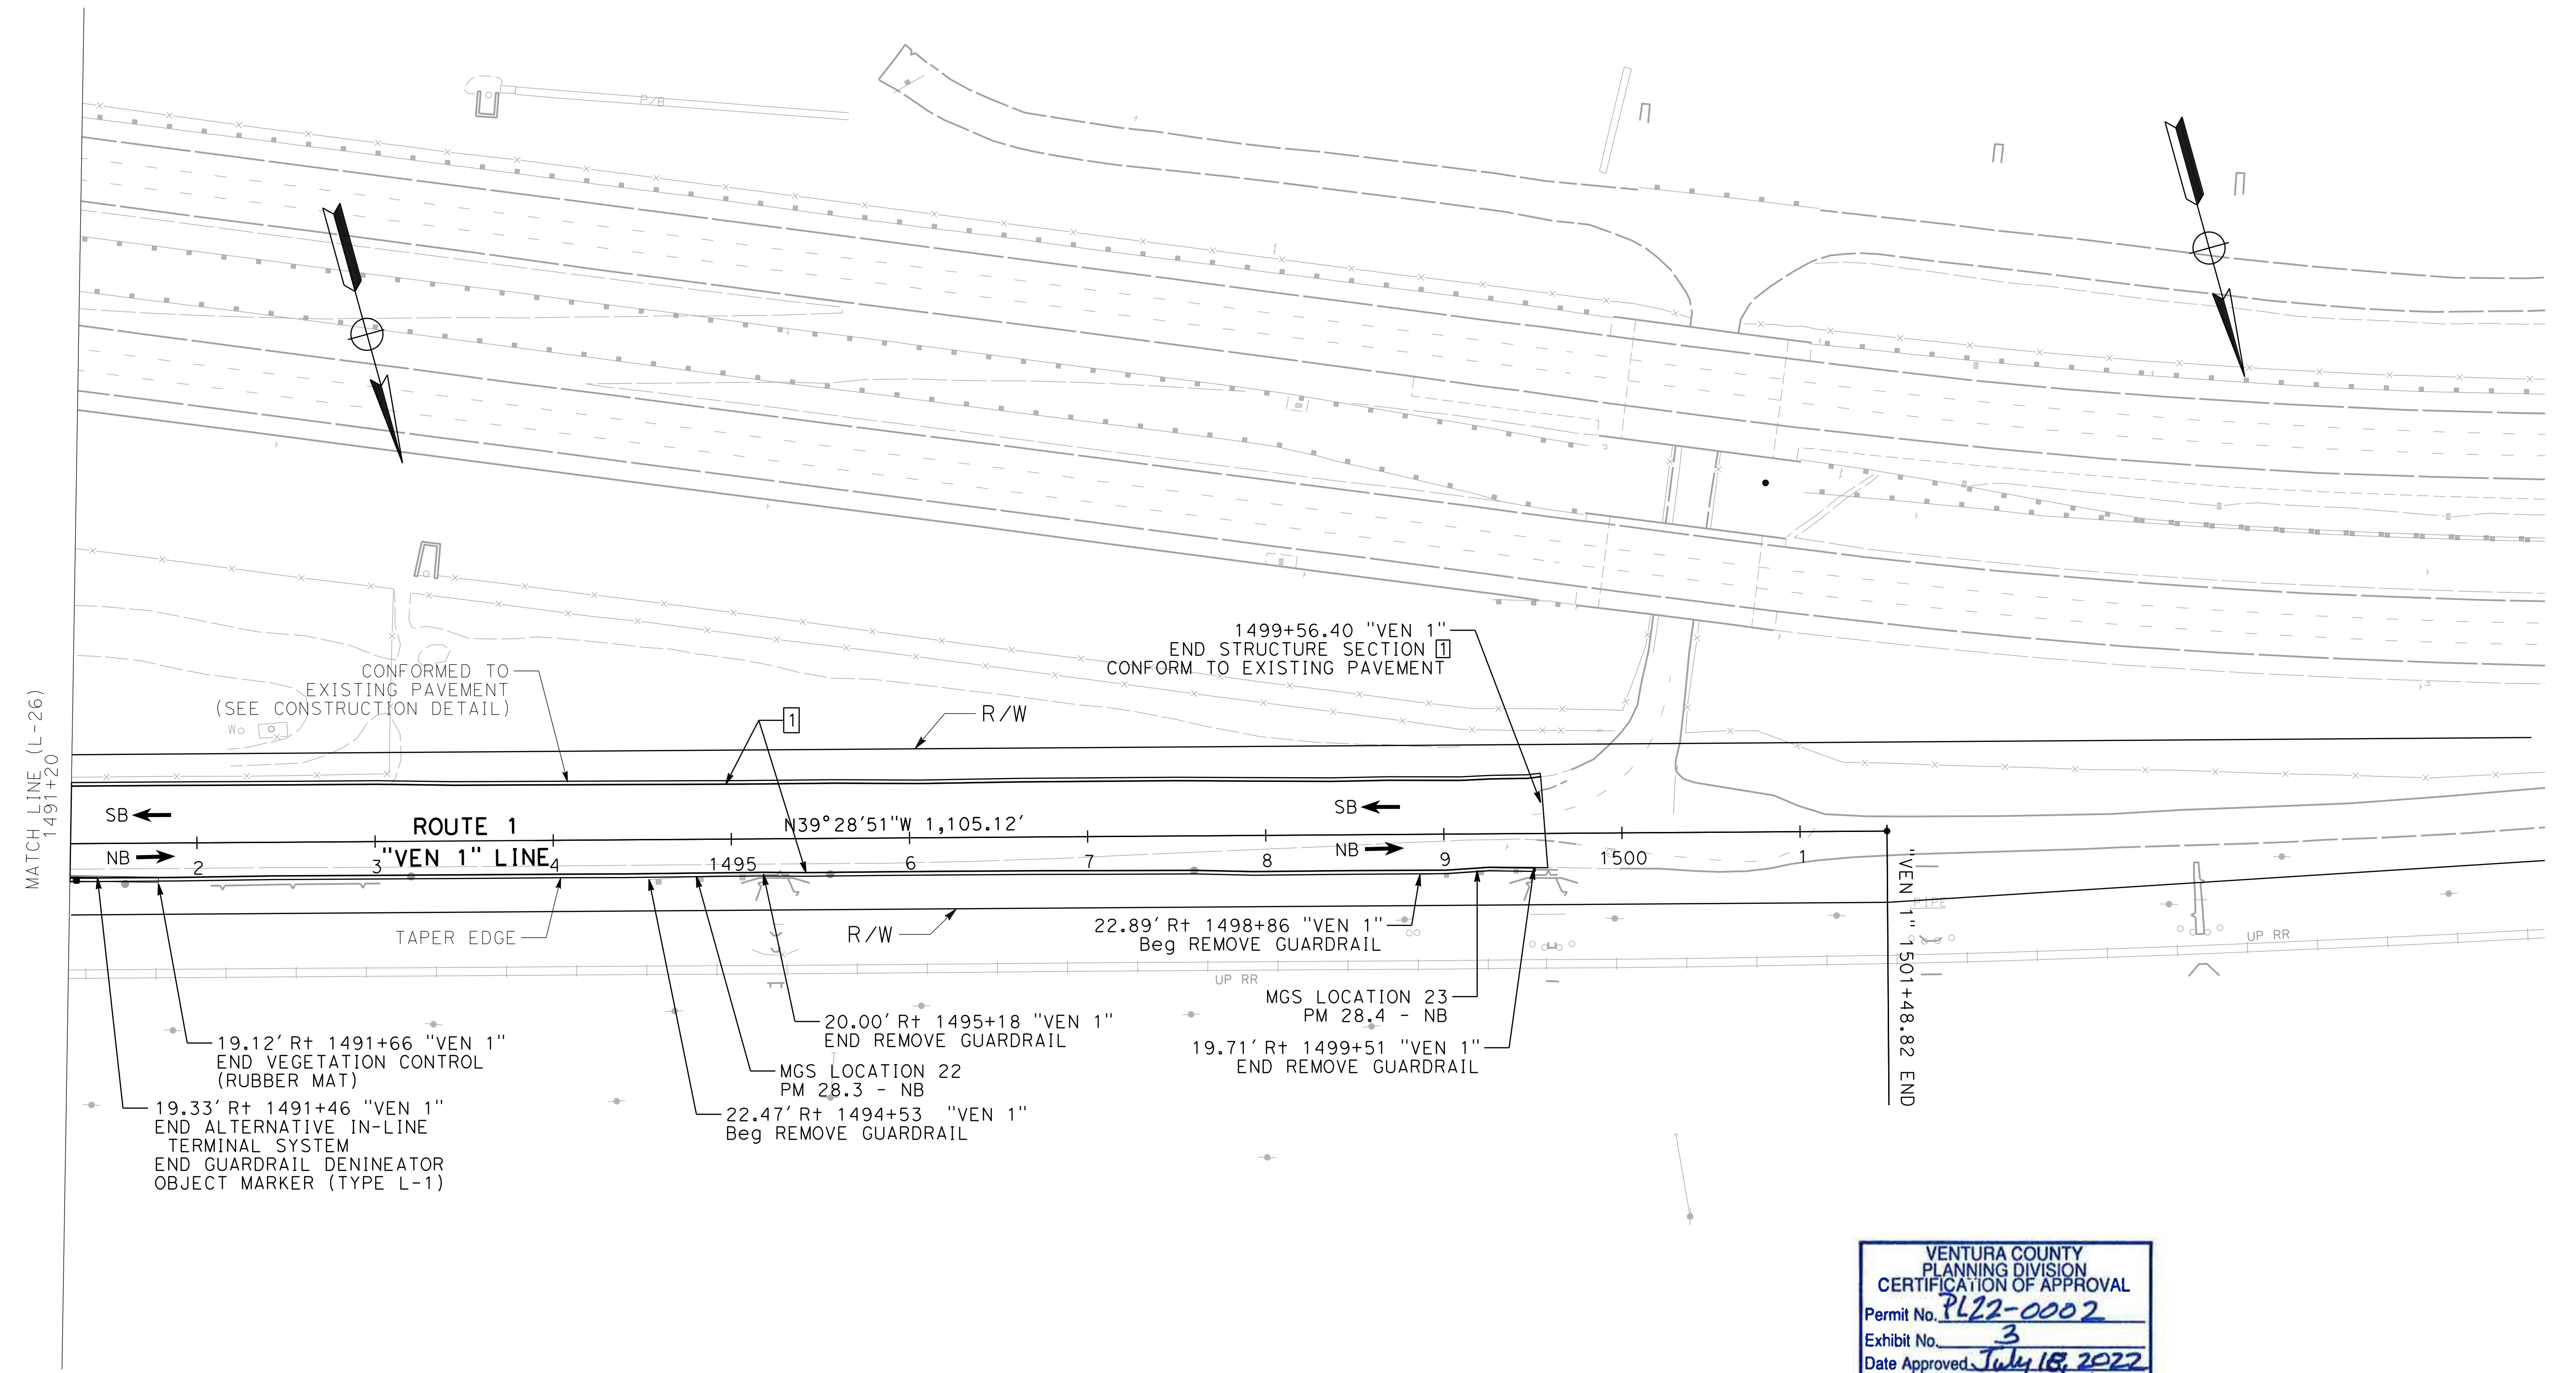 P/B
1499+56.40 "VEN 1"
END STRUCTURE SECTION 1
CONFORM TO EXISTING PAVEMENT
CONFORMED TO
EXISTING PAVEMENT
(SEE CONSTRUCTION DETAIL)
W
1
R/W
MATCH LINE (L-26)
1491+20
SB
SB
ROUTE 1
N39°28'51"W 1,105.12'
NB
"VEN 1" LINE
NB
2
3
4
1495
6
7
8
9
1500
1
"VEN 1" 1501+48.82 END
TAPER EDGE
R/W
22.89' Rt 1498+86 "VEN 1"
Beg REMOVE GUARDRAIL
PIPE
UP RR
UP RR
MGS LOCATION 23
PM 28.4 - NB
19.71' Rt 1499+51 "VEN 1"
END REMOVE GUARDRAIL
20.00' Rt 1495+18 "VEN 1"
END REMOVE GUARDRAIL
19.12' Rt 1491+66 "VEN 1"
END VEGETATION CONTROL
(RUBBER MAT)
MGS LOCATION 22
PM 28.3 - NB
19.33' Rt 1491+46 "VEN 1"
END ALTERNATIVE IN-LINE
TERMINAL SYSTEM
END GUARDRAIL DENINEATOR
OBJECT MARKER (TYPE L-1)
22.47' Rt 1494+53 "VEN 1"
Beg REMOVE GUARDRAIL
VENTURA COUNTY
PLANNING DIVISION
CERTIFICATION OF APPROVAL
Permit No. PL22-0002
Exhibit No. 3
Date Approved July 18, 2022